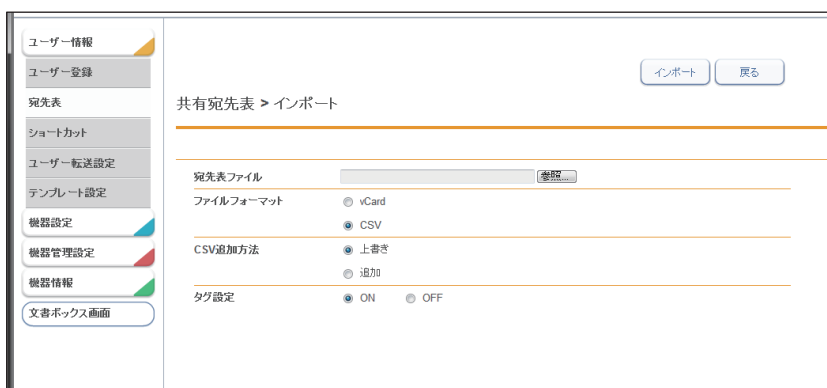 ユーザー情報
ユーザー登録
宛先表
ショートカット
ユーザー転送設定
テンプレート設定
機器設定
機器管理設定
機器情報
文書ボックス画面
インポート 戻る
共有宛先表 > インポート
宛先表ファイル 参照...
ファイルフォーマット vCard
CSV
CSV追加方法 上書き
追加
タグ設定 ON OFF